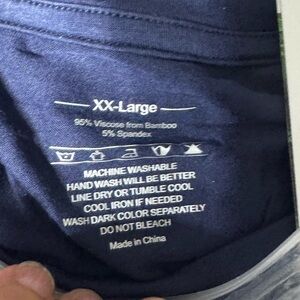 XX-Large
95% Viscose from Bamboo
5% Spandex
MACHINE WASHABLE
HAND WASH WILL BE BETTER
LINE DRY OR TUMBLE COOL
COOL IRON IF NEEDED
WASH DARK COLOR SEPARATELY
DO NOT BLEACH
Made in China